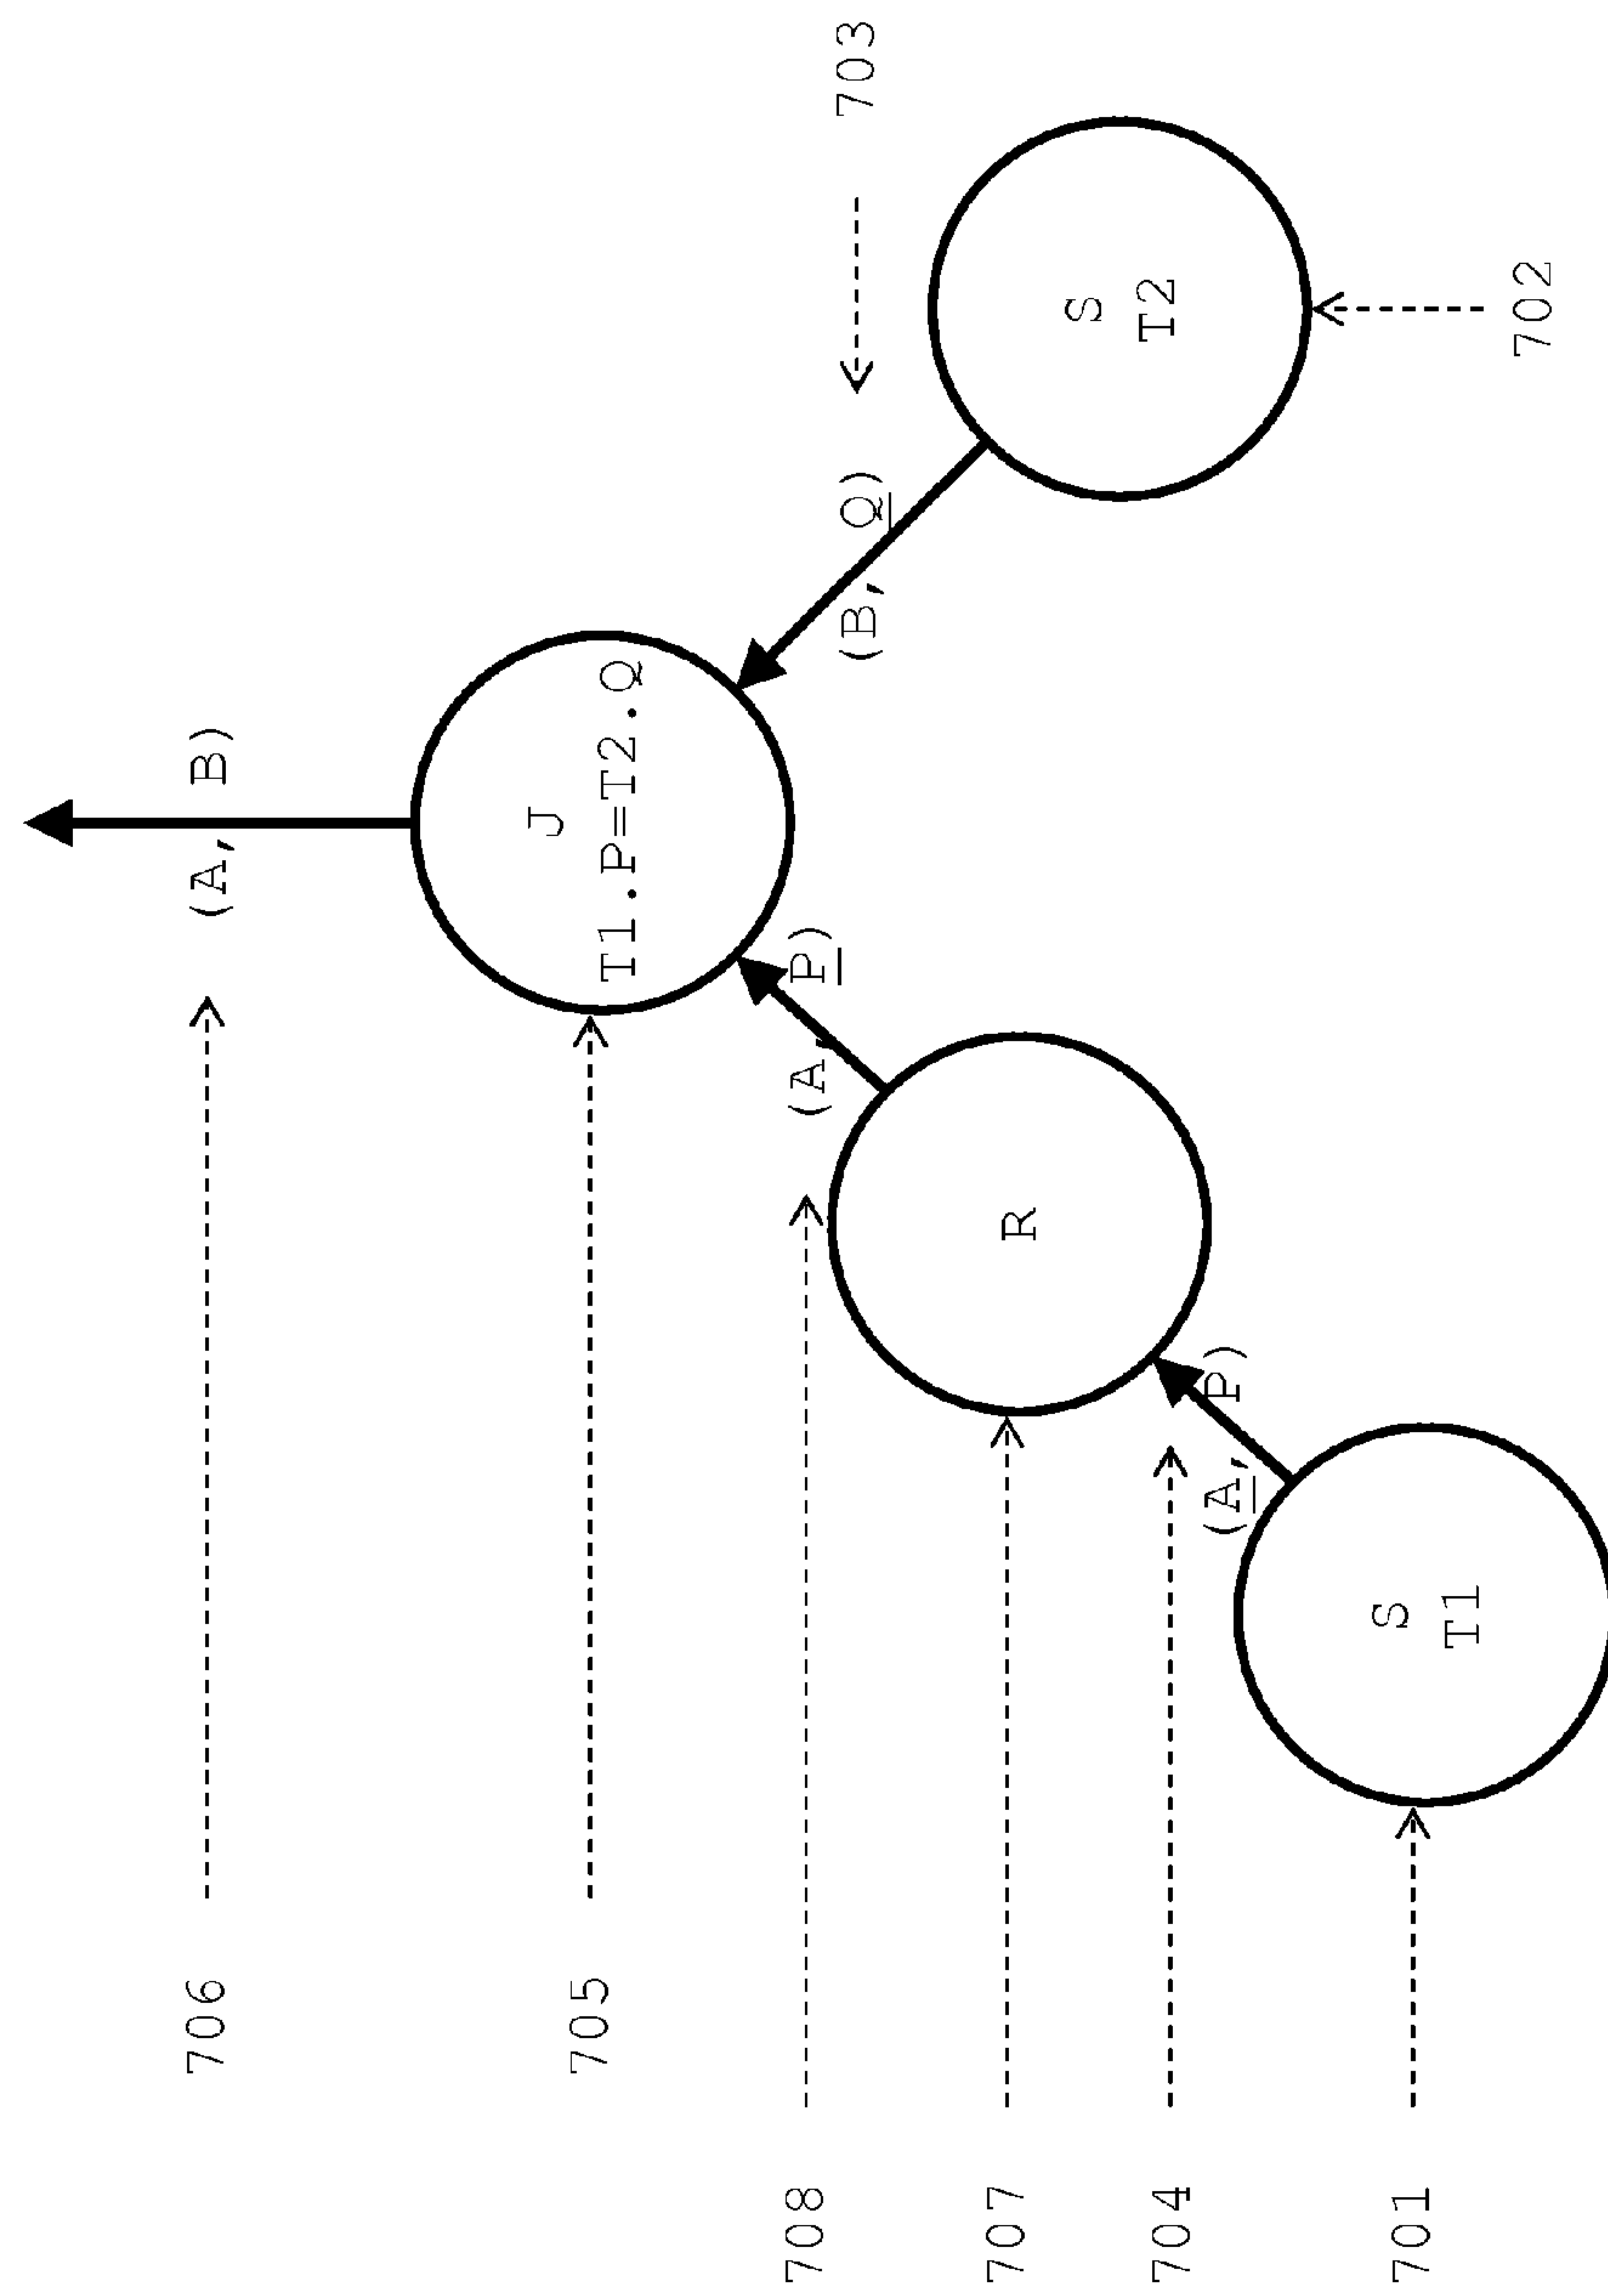 706
(A, B)
J
T1.P=T2.Q
705
708
(A, P)
(B, Q)
703
707
R
S
T2
704
(A, P)
S
T1
701
702